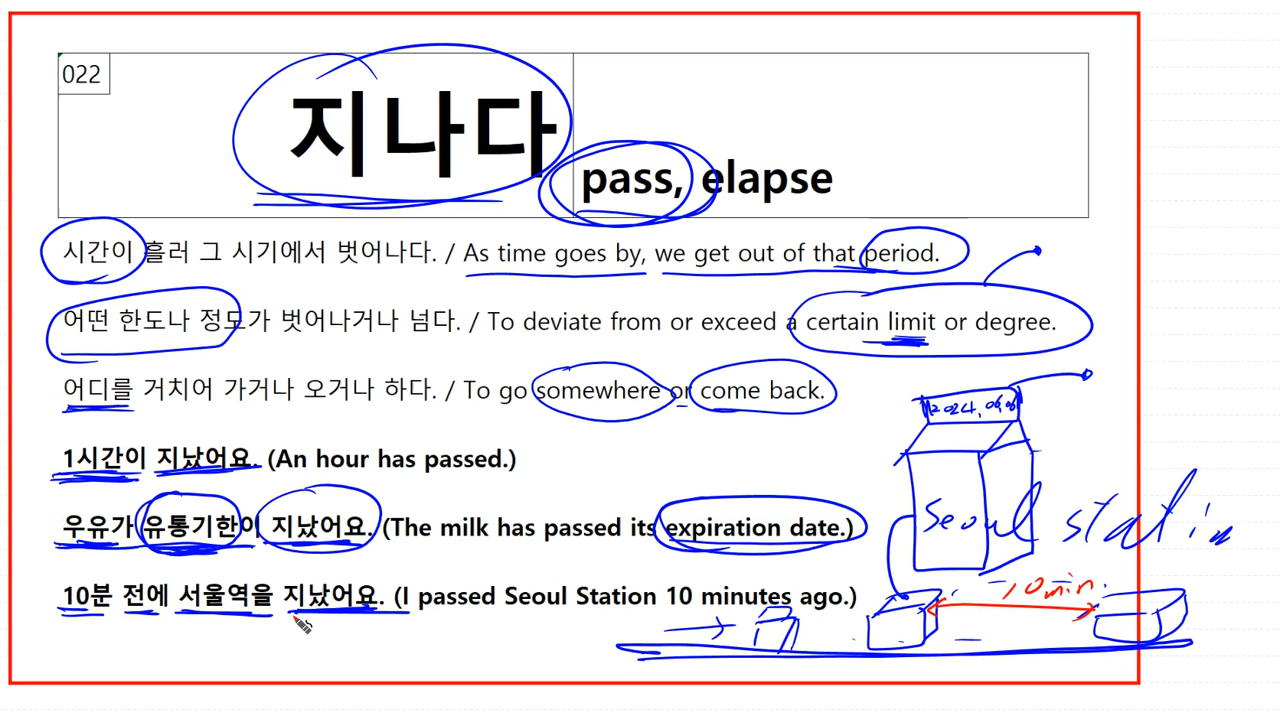 022
지나다
pass, elapse
시간이 흘러 그 시기에서 벗어나다. / As time goes by, we get out of that period.
어떤 한도나 정도가 벗어나거나 넘다. / To deviate from or exceed a certain limit or degree.
어디를 거치어 가거나 오거나 하다. / To go somewhere or come back.
2024,06,06
1시간이 지났어요. (An hour has passed.)
우유가 유통기한이 지났어요. (The milk has passed its expiration date.)
Seoul
10분 전에 서울역을 지났어요. (I passed Seoul Station 10 minutes ago.)
10min